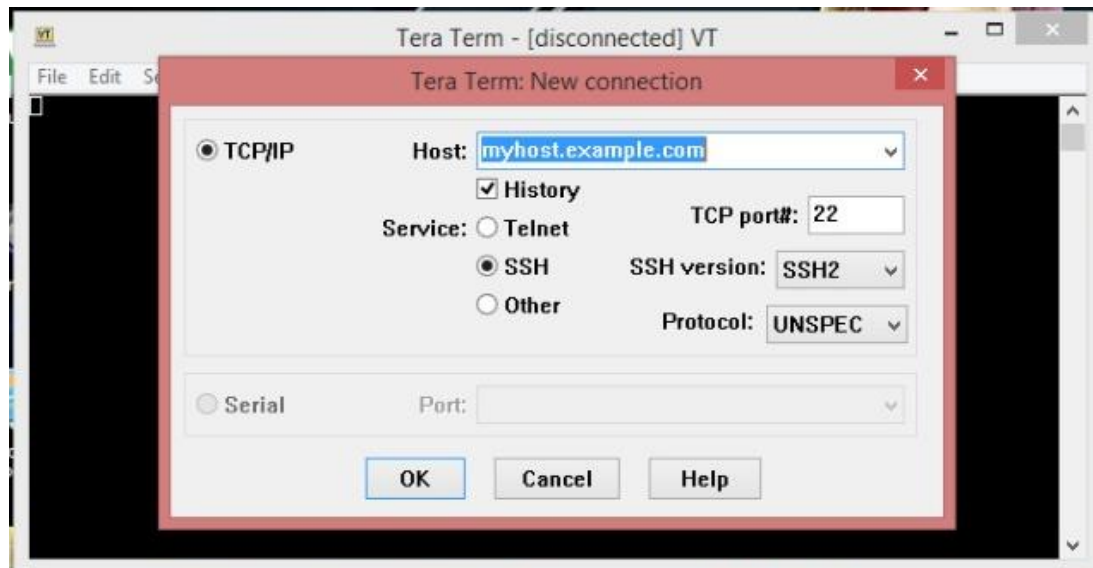 VT
Tera Term - [disconnected] VT
File Edit
Tera Term: New connection
TCP/IP
Host: myhost.example.com
History
Service: Telnet
TCP port#: 22
SSH
SSH version: SSH2
Other
Protocol: UNSPEC
Serial
Port:
OK Cancel Help